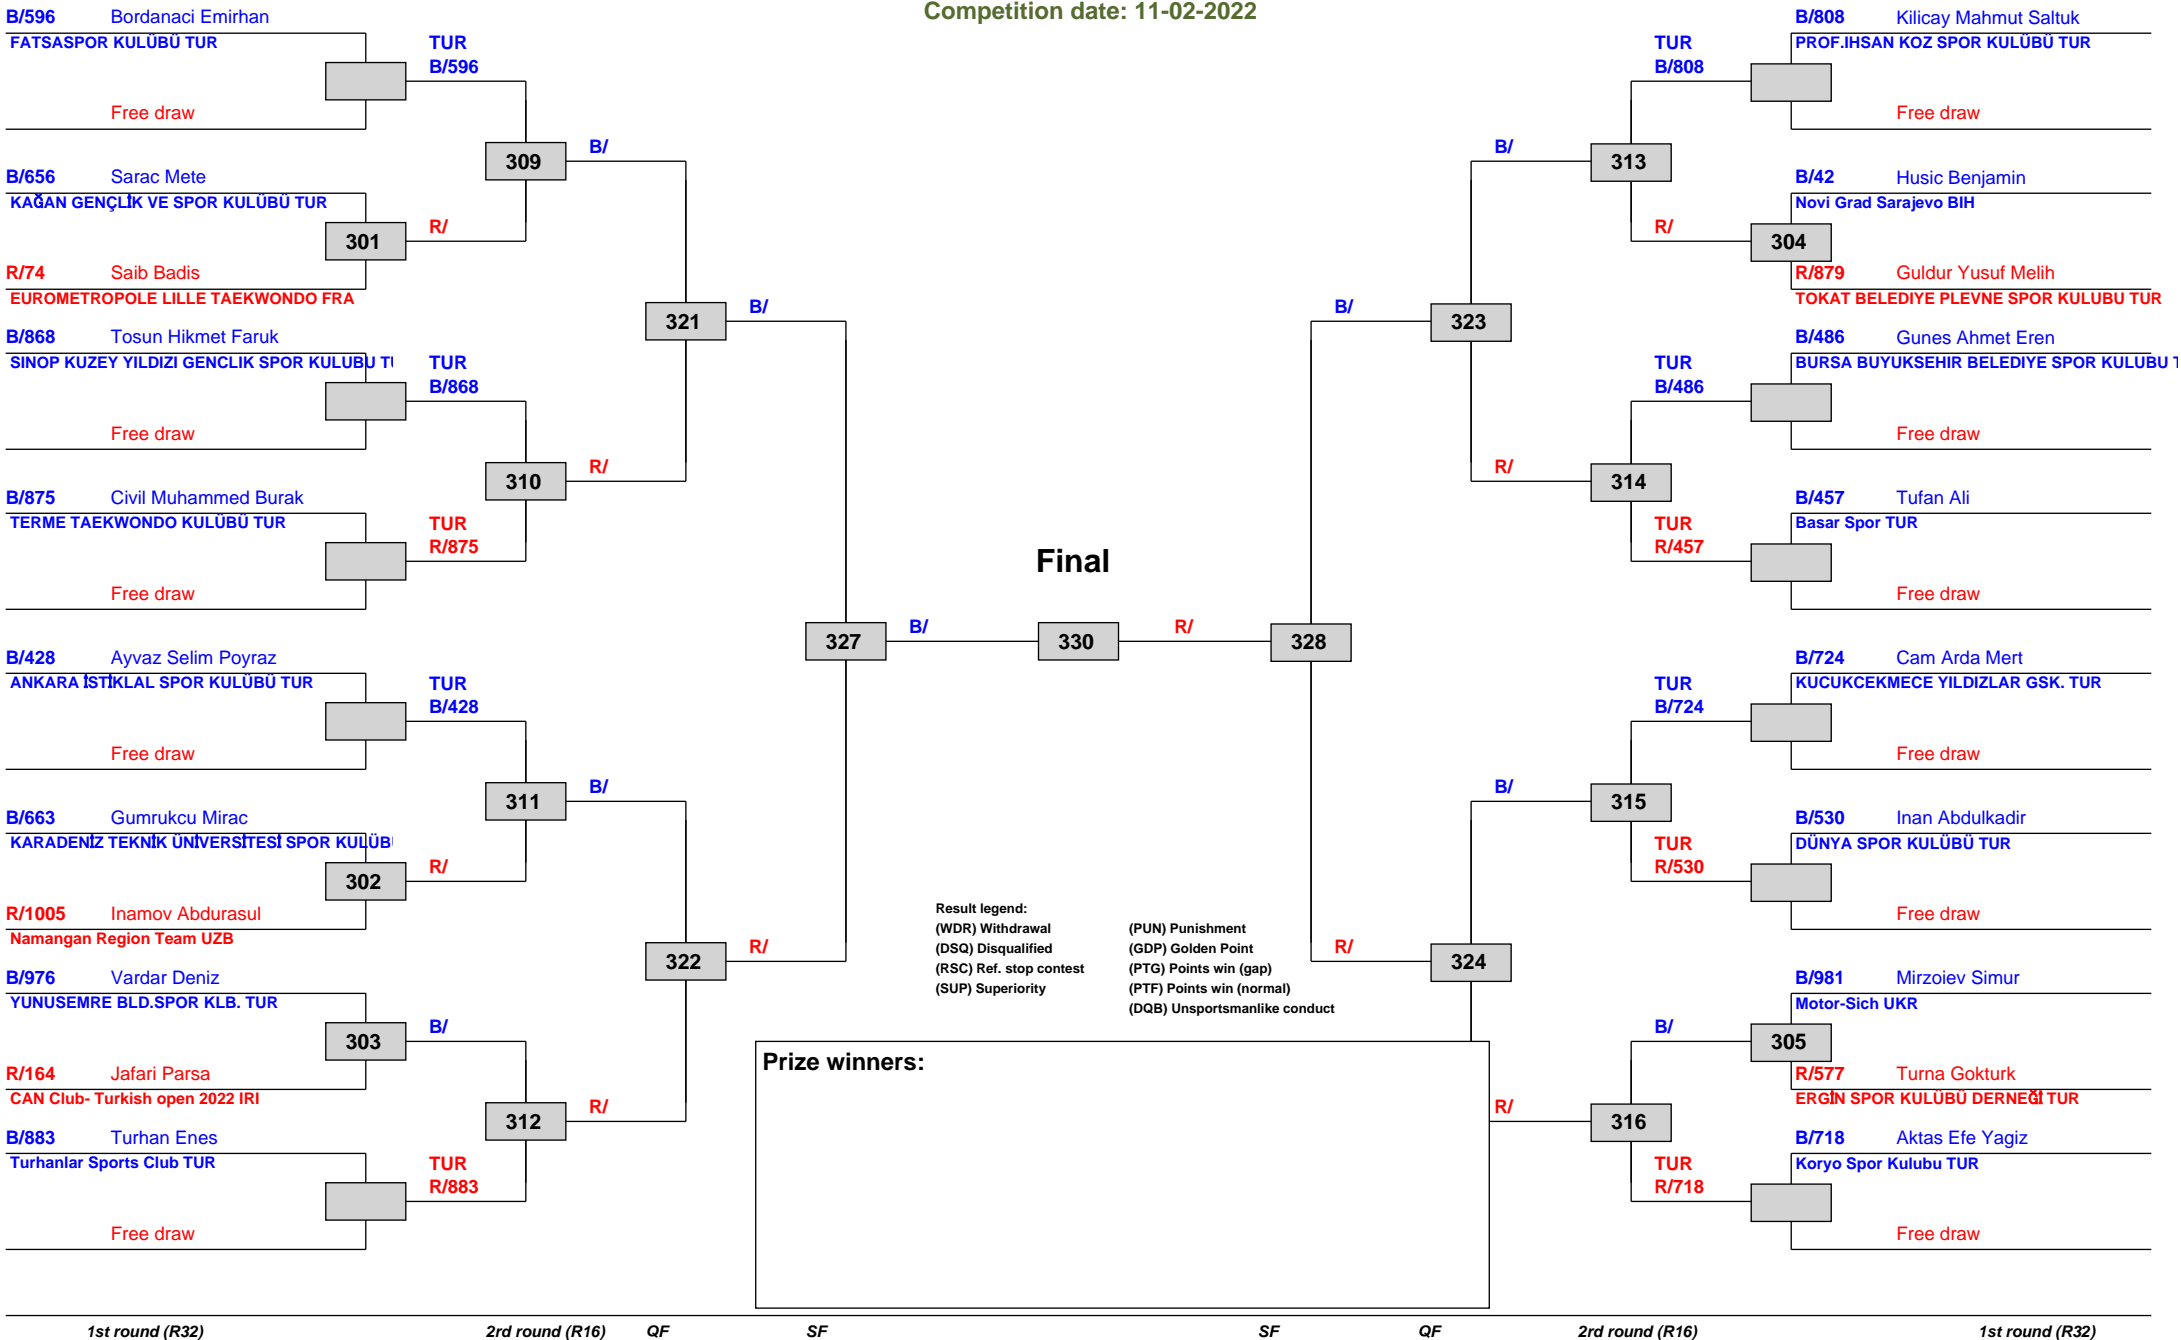 Competition date: 11-02-2022
B/596 Bordanaci Emirhan
FATSASPOR KULÜBÜ TUR
TUR
B/596
Free draw
309
B/
B/656 Sarac Mete
KAĞAN GENÇLİK VE SPOR KULÜBÜ TUR
301
R/
R/74 Saib Badis
EUROMETROPOLE LILLE TAEKWONDO FRA
321
B/
B/868 Tosun Hikmet Faruk
SINOP KUZEY YILDIZI GENCLIK SPOR KULUBU
TUR
B/868
Free draw
310
R/
B/875 Civil Muhammed Burak
TERME TAEKWONDO KULÜBÜ TUR
TUR
R/875
Free draw
327
B/
B/428 Ayvaz Selim Poyraz
ANKARA İSTİKLAL SPOR KULÜBÜ TUR
TUR
B/428
Free draw
311
B/
B/663 Gumrukcu Mirac
KARADENİZ TEKNİK ÜNİVERSİTESİ SPOR KULÜB
302
R/
R/1005 Inamov Abdurasul
Namangan Region Team UZB
322
R/
B/976 Vardar Deniz
YUNUSEMRE BLD.SPOR KLB. TUR
303
B/
R/164 Jafari Parsa
CAN Club- Turkish open 2022 IRI
312
R/
B/883 Turhan Enes
Turhanlar Sports Club TUR
TUR
R/883
Free draw
Final
330
R/
328
Result legend:
(WDR) Withdrawal
(DSQ) Disqualified
(RSC) Ref. stop contest
(SUP) Superiority
(PUN) Punishment
(GDP) Golden Point
(PTG) Points win (gap)
(PTF) Points win (normal)
(DQB) Unsportsmanlike conduct
Prize winners:
B/808 Kilicay Mahmut Saltuk
PROF.IHSAN KOZ SPOR KULÜBÜ TUR
TUR
B/808
Free draw
B/
313
B/42 Husic Benjamin
Novi Grad Sarajevo BIH
R/
304
R/879 Guldur Yusuf Melih
TOKAT BELEDIYE PLEVNE SPOR KULUBU TUR
B/
323
B/486 Gunes Ahmet Eren
BURSA BUYUKSEHIR BELEDIYE SPOR KULUBU
TUR
B/486
Free draw
R/
314
B/457 Tufan Ali
Basar Spor TUR
TUR
R/457
Free draw
B/724 Cam Arda Mert
KUCUKCEKMECE YILDIZLAR GSK. TUR
TUR
B/724
Free draw
B/
315
B/530 Inan Abdulkadir
DÜNYA SPOR KULÜBÜ TUR
TUR
R/530
Free draw
R/
324
B/981 Mirzoiev Simur
Motor-Sich UKR
B/
305
R/577 Turna Gokturk
ERGİN SPOR KULÜBÜ DERNEĞİ TUR
R/
316
B/718 Aktas Efe Yagiz
Koryo Spor Kulubu TUR
TUR
R/718
Free draw
1st round (R32) 2rd round (R16) QF SF SF QF 2rd round (R16) 1st round (R32)